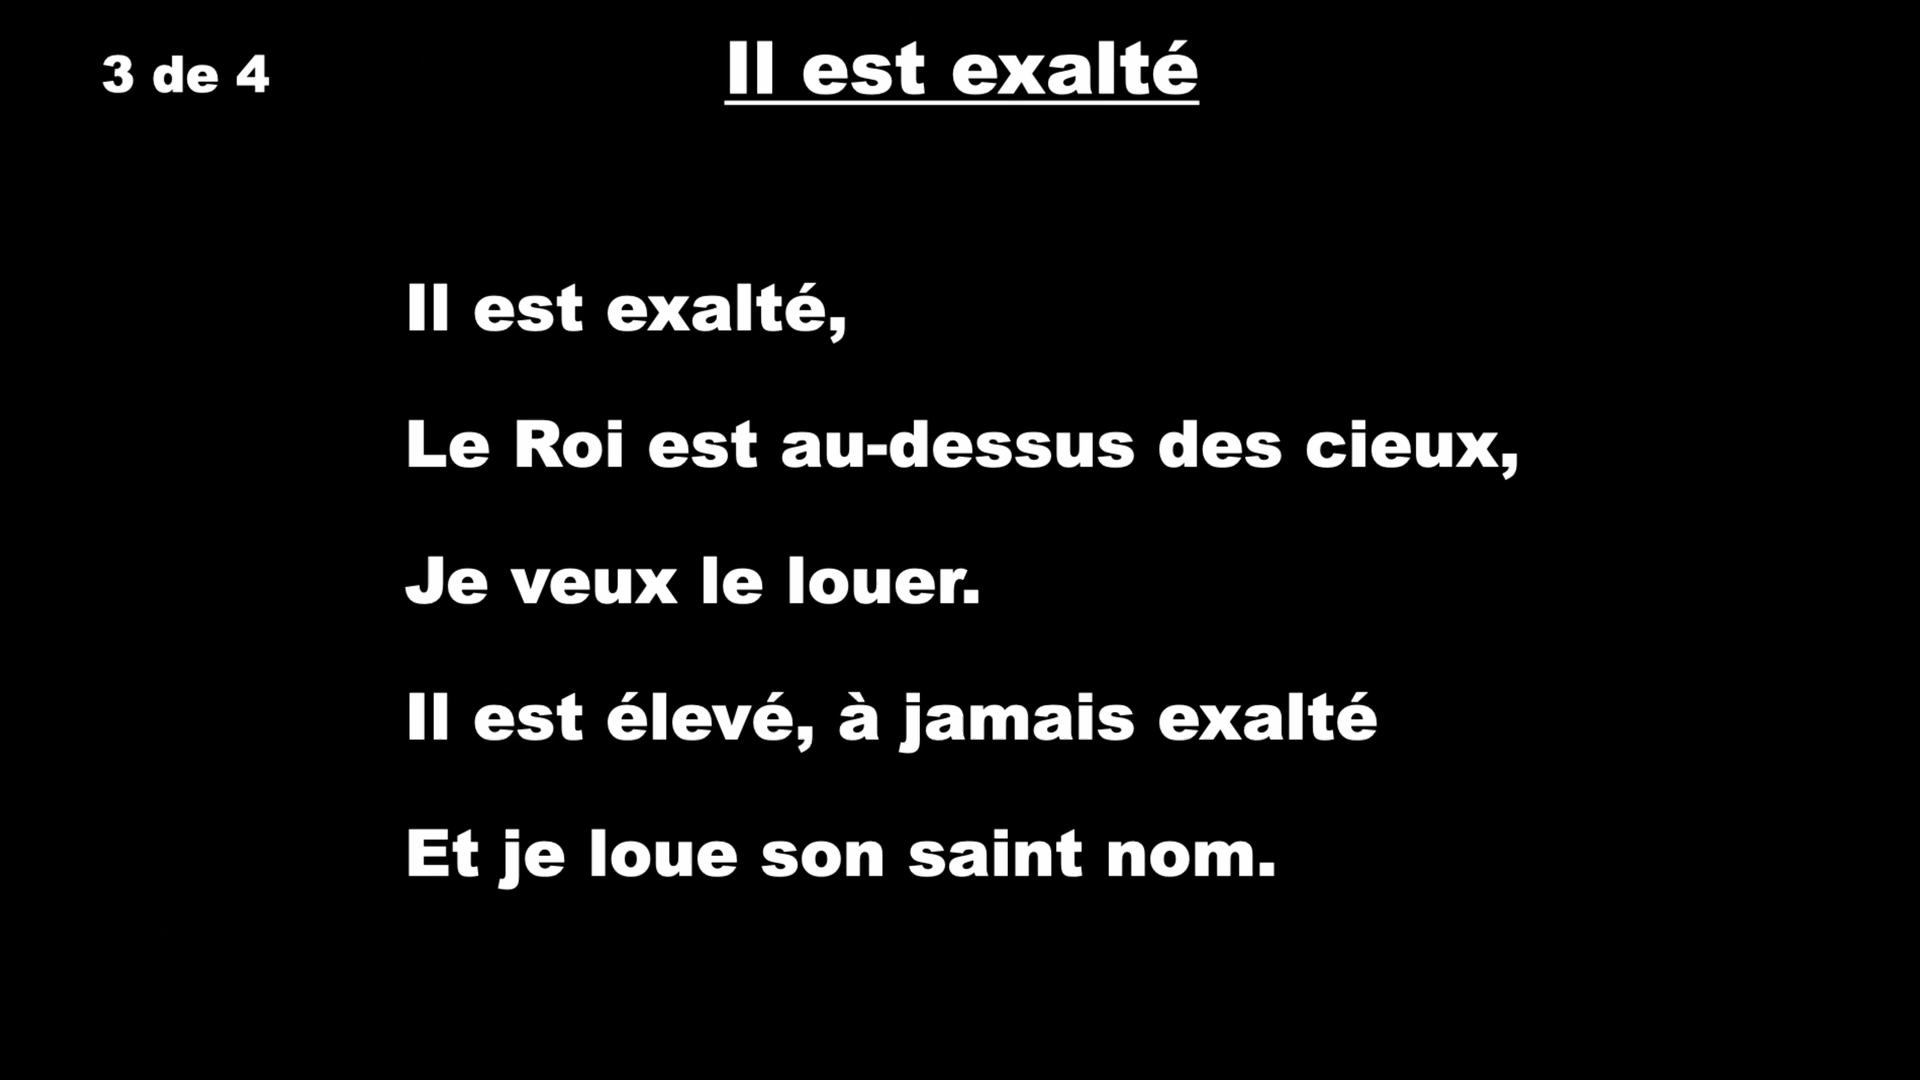 3 de 4
Il est exalté
Il est exalté,
Le Roi est au-dessus des cieux,
Je veux le louer.
Il est élevé, à jamais exalté
Et je loue son saint nom.